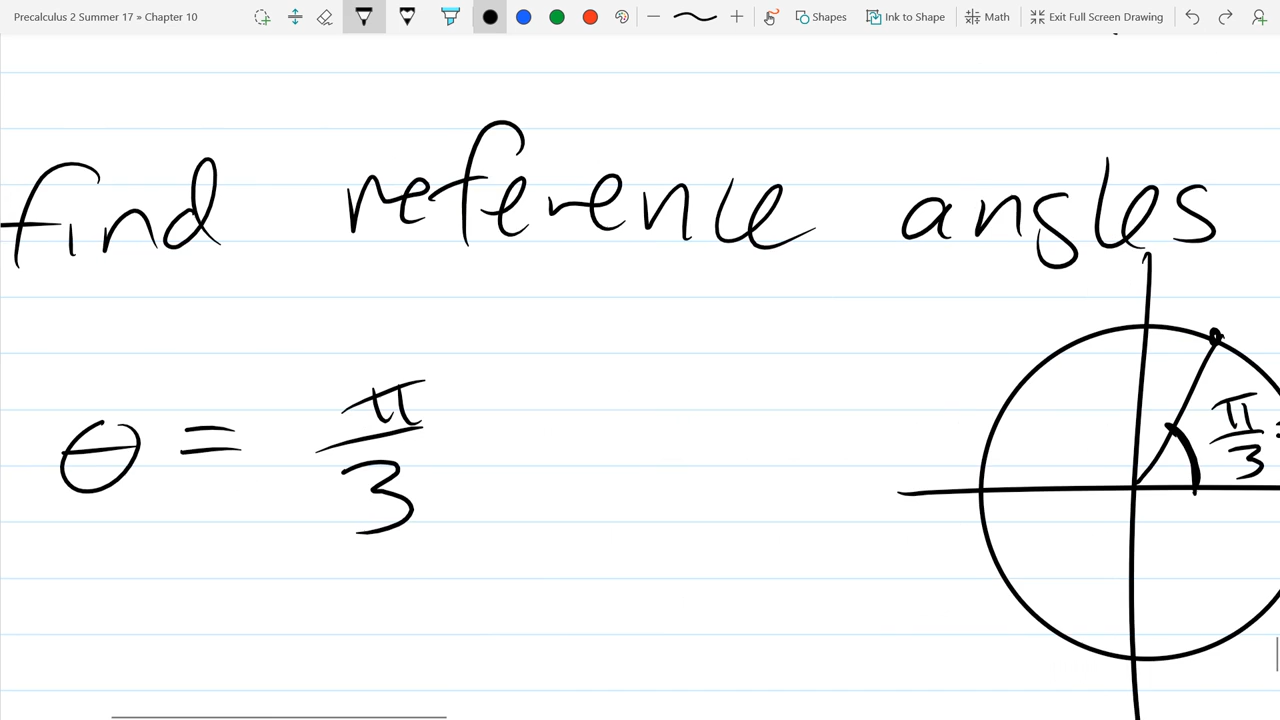 Precalculus 2 Summer 17 » Chapter 10
Shapes
Ink to Shape
Math
Exit Full Screen Drawing
find reference angles
θ = π/3
π/3 =